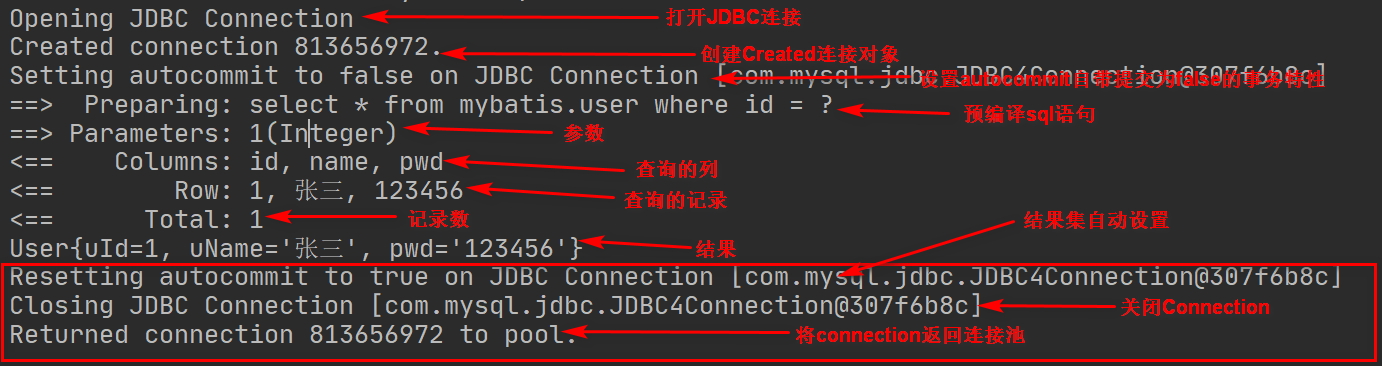 Opening JDBC Connection 打开JDBC连接
Created connection 813656972. 创建Created连接对象
Setting autocommit to false on JDBC Connection [com.mysql.jdbc.JDBC4Connection@307f6b8c] 设置autocommit自带提交为false的事务特性
==>  Preparing: select * from mybatis.user where id = ? 预编译sql语句
==> Parameters: 1(Integer) 参数
<==    Columns: id, name, pwd 查询的列
<==        Row: 1, 张三, 123456 查询的记录
<==      Total: 1 记录数 结果集自动设置
User{uId=1, uName='张三', pwd='123456'} 结果
Resetting autocommit to true on JDBC Connection [com.mysql.jdbc.JDBC4Connection@307f6b8c]
Closing JDBC Connection [com.mysql.jdbc.JDBC4Connection@307f6b8c] 关闭Connection
Returned connection 813656972 to pool. 将connection返回连接池